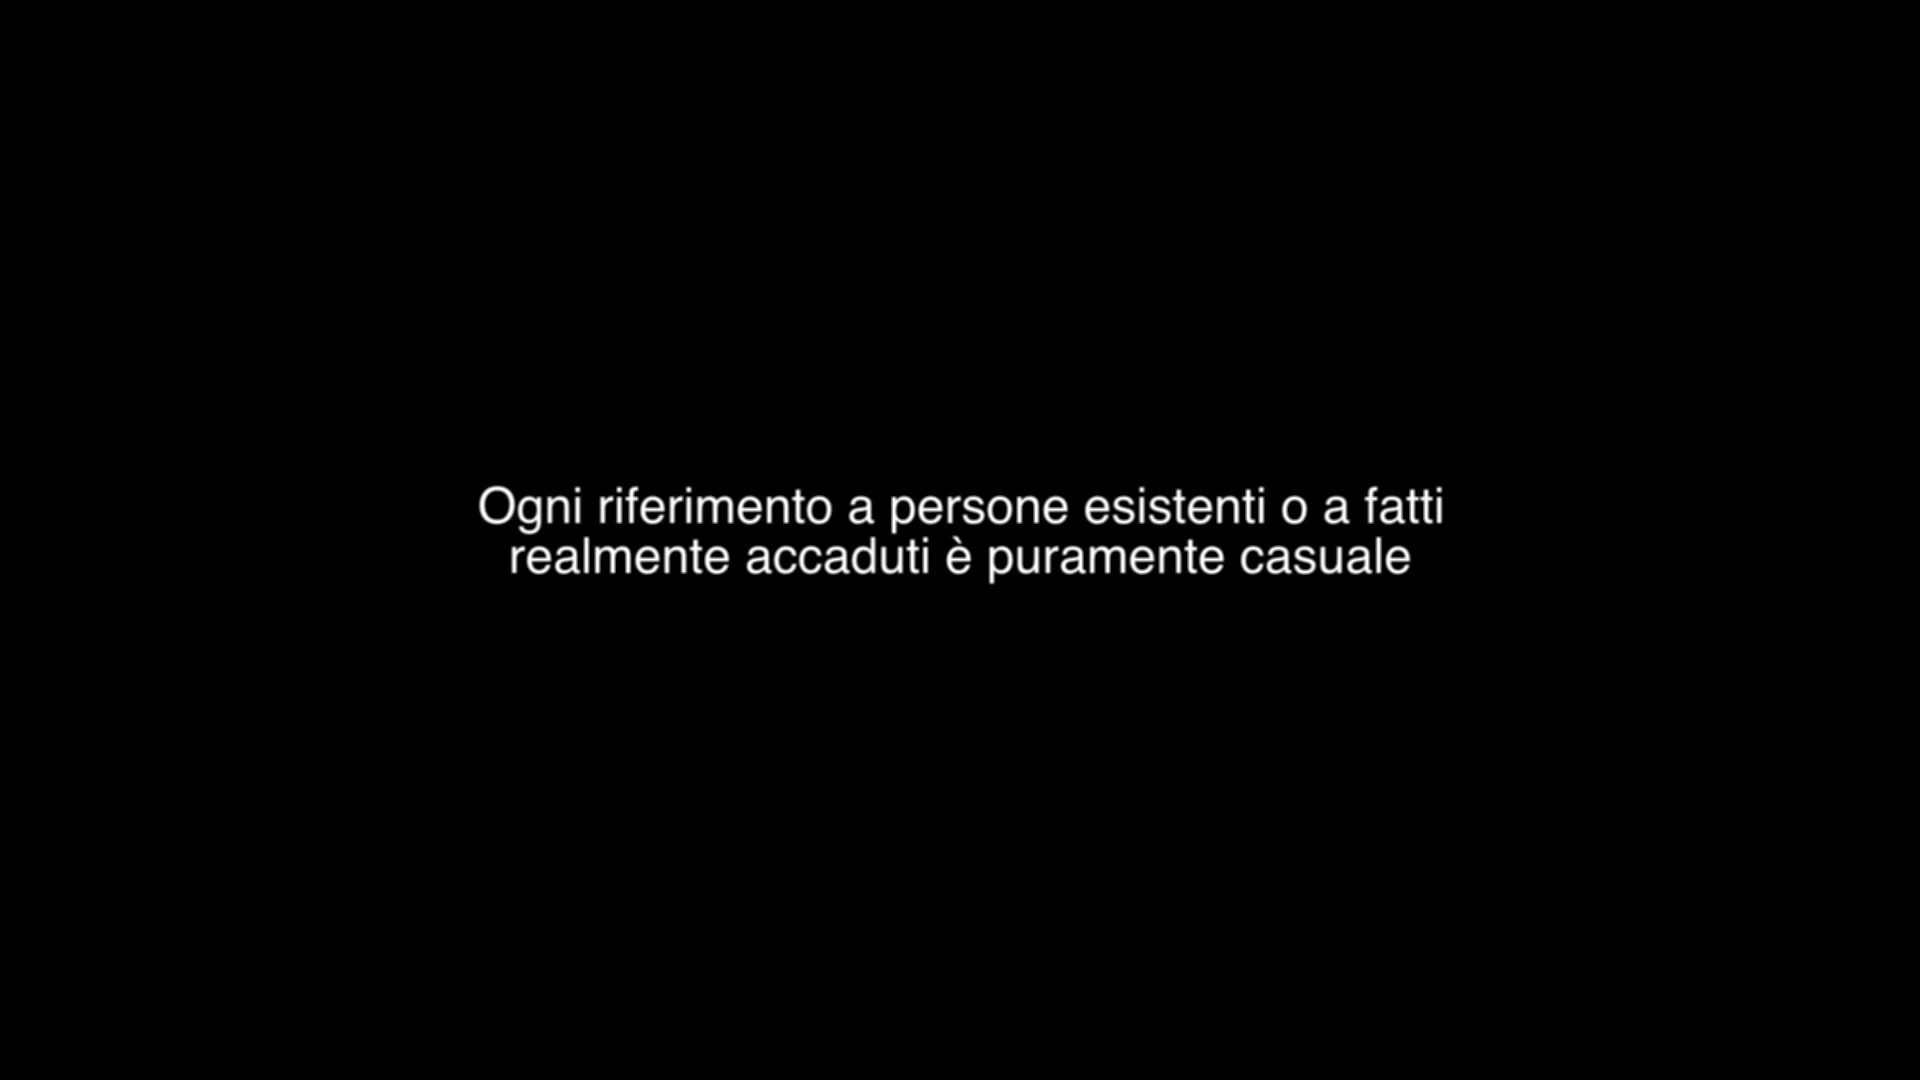 Ogni riferimento a persone esistenti o a fatti
realmente accaduti è puramente casuale